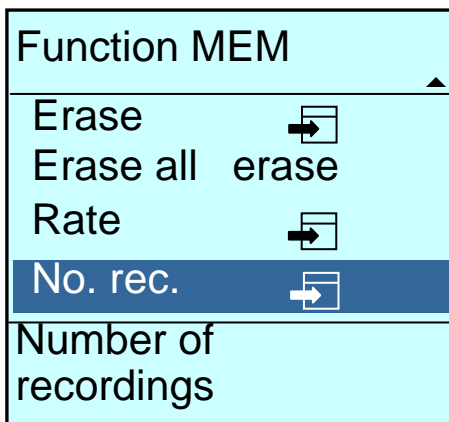 Function MEM
Erase
Erase all erase
Rate
No. rec.
Number of
recordings